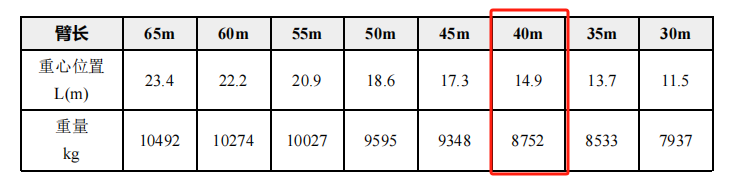 臂长 65m 60m 55m 50m 45m 40m 35m 30m
重心位置
L(m) 23.4 22.2 20.9 18.6 17.3 14.9 13.7 11.5
重量
kg 10492 10274 10027 9595 9348 8752 8533 7937